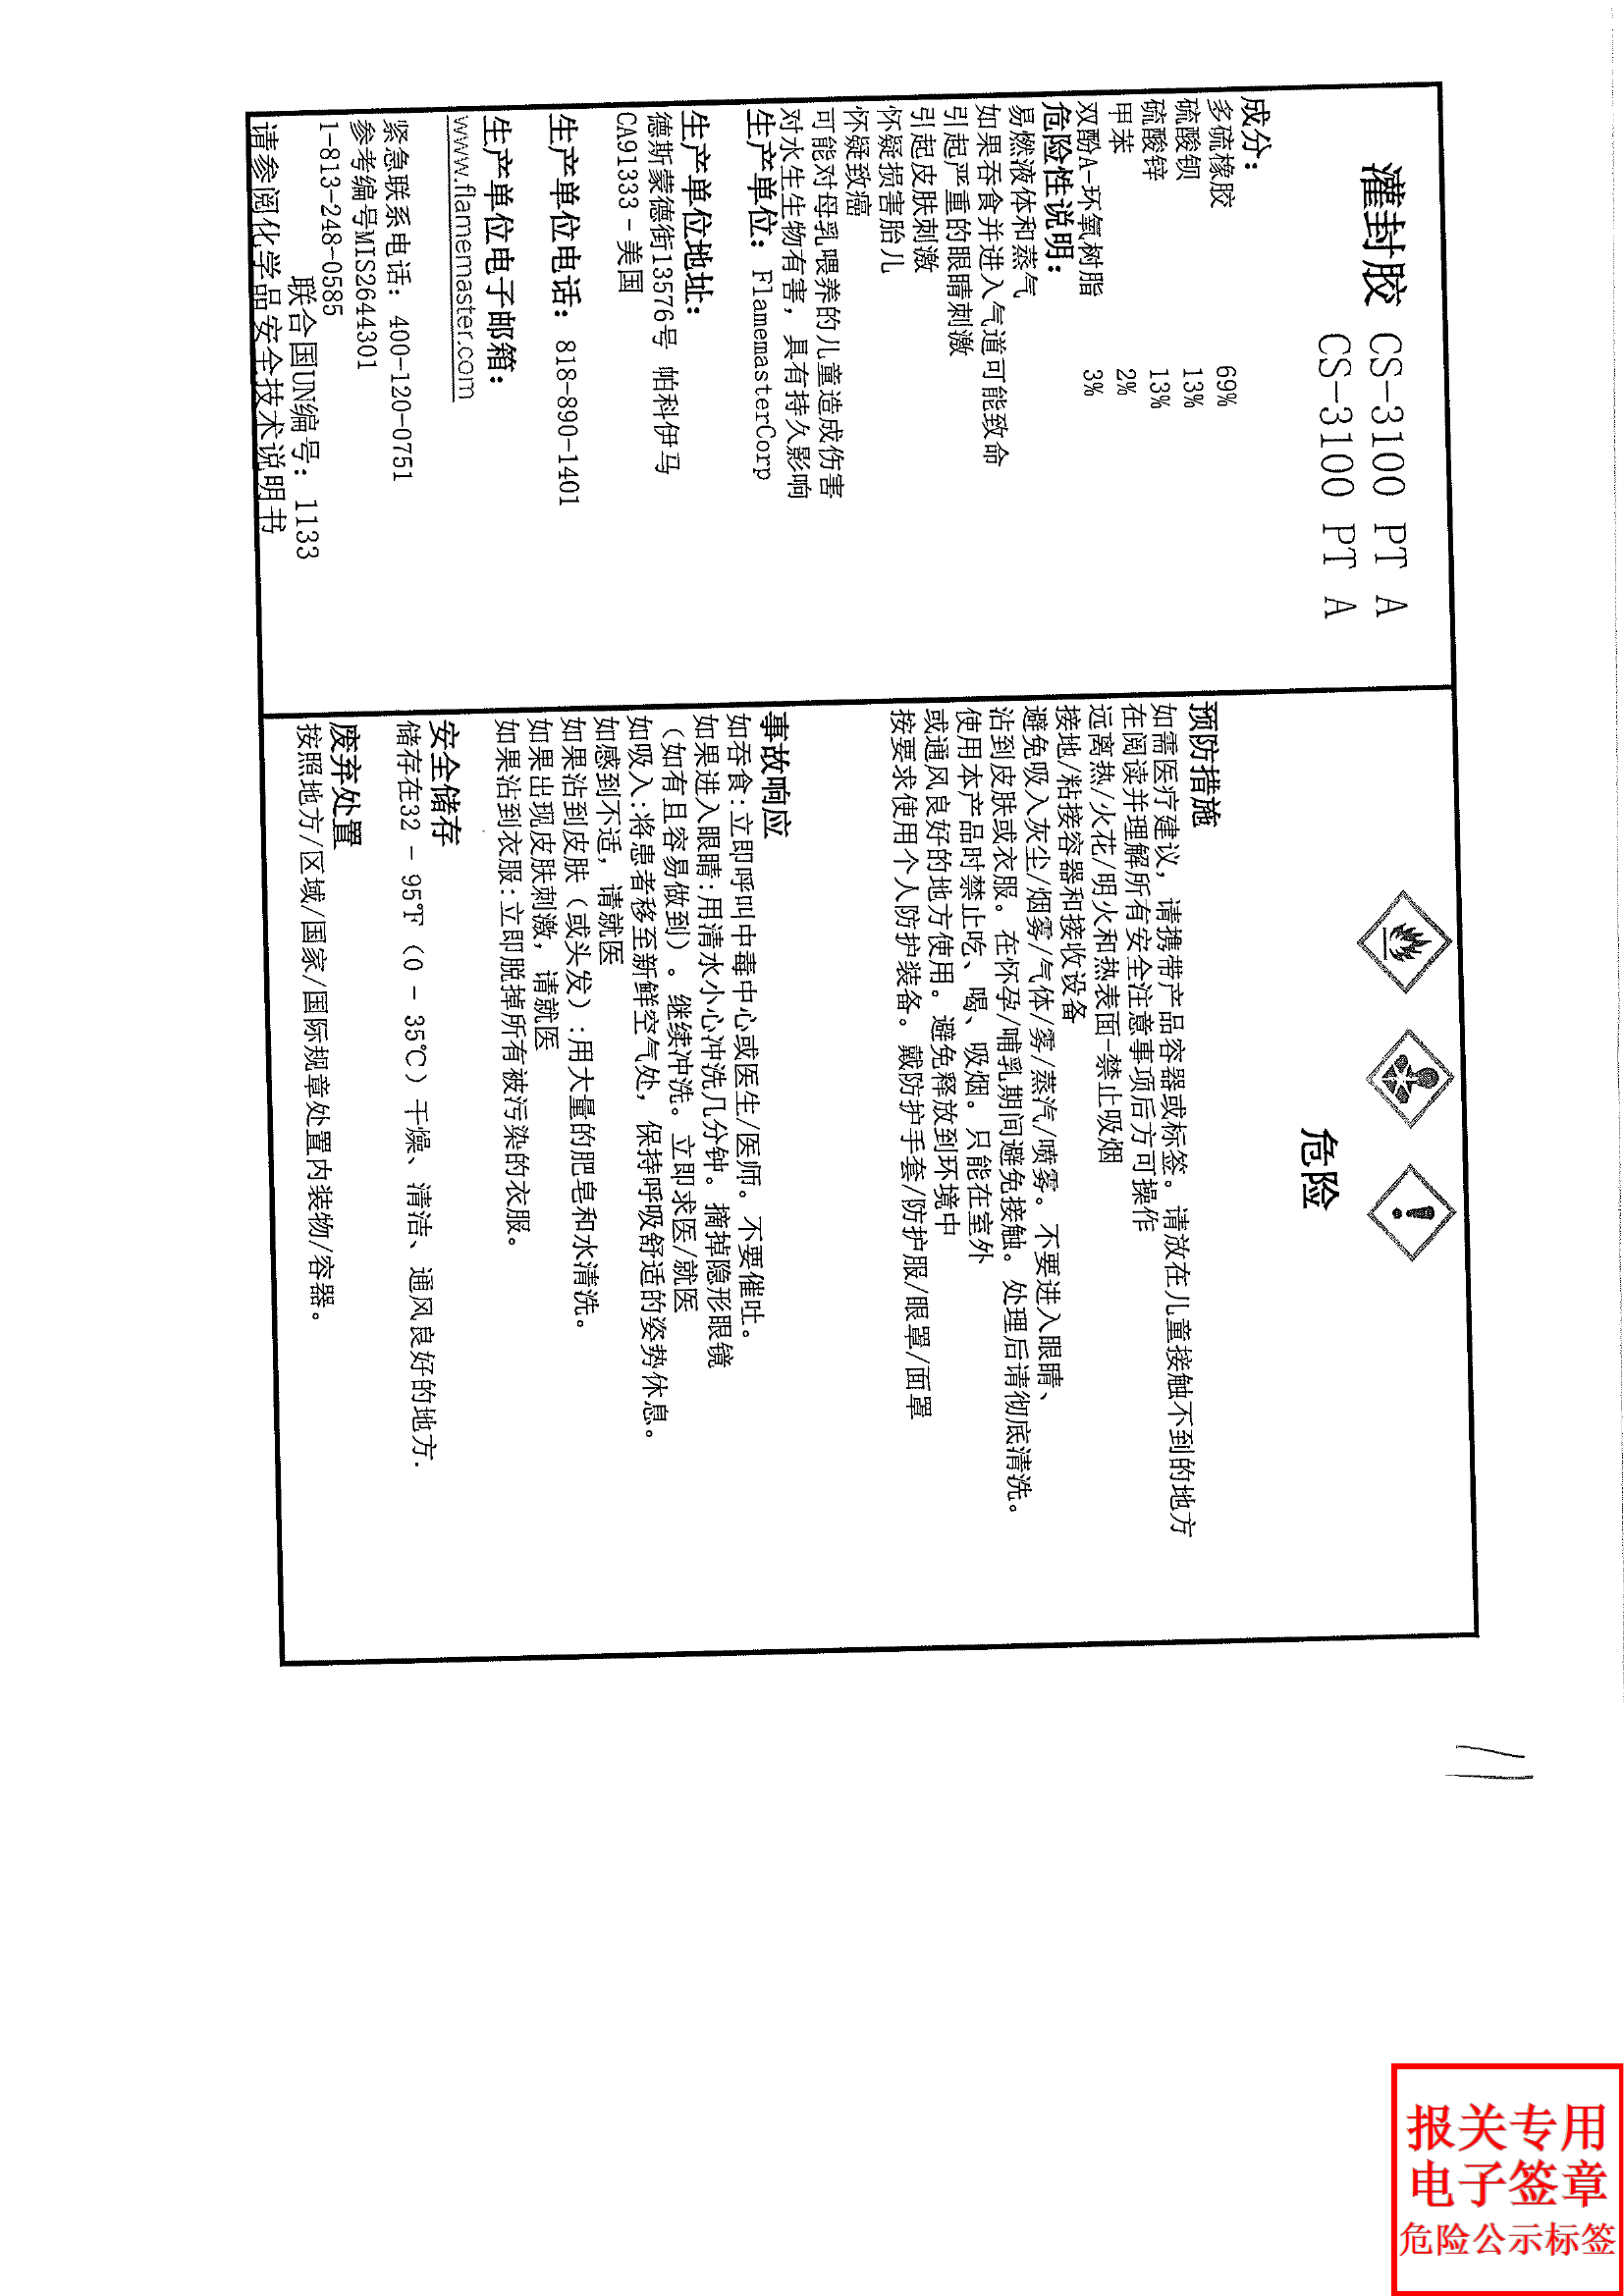 灌封胶 CS-3100 PT A
CS-3100 PT A
成分：
多硫橡胶 69%
硫酸钡 13%
硫酸锌 13%
甲苯 2%
双酚A-环氧树脂 3%
危险性说明：
易燃液体和蒸气
如果吞食并进入气道可能致命
引起严重的眼睛刺激
引起皮肤刺激
怀疑损害胎儿
怀疑致癌
可能对母乳喂养的儿童造成伤害
对水生生物有害，具有持久影响
生产单位：FlamemasterCorp
生产单位地址：
德斯蒙德街13576号 帕科伊马
CA91333－美国
生产单位电话：818-890-1401
生产单位电子邮箱：
www.flamemaster.com
紧急联系电话：400-120-0751
参考编号MIS2644301
1-813-248-0585
联合国UN编号：1133
请参阅化学品安全技术说明书
危险
预防措施
如需医疗建议，请携带产品容器或标签。请放在儿童接触不到的地方
在阅读并理解所有安全注意事项后方可操作
远离热/火花/明火和热表面-禁止吸烟
接地/粘接容器和接收设备
避免吸入灰尘/烟雾/气体/雾/蒸汽/喷雾。不要进入眼睛、
沾到皮肤或衣服。在怀孕/哺乳期间避免接触。处理后请彻底清洗。
使用本产品时禁止吃、喝、吸烟。只能在室外
或通风良好的地方使用。避免释放到环境中
按要求使用个人防护装备。戴防护手套/防护服/眼罩/面罩
事故响应
如吞食：立即呼叫中毒中心或医生/医师。不要催吐。
如果进入眼睛：用清水小心冲洗几分钟。摘掉隐形眼镜
（如有且容易做到）。继续冲洗。立即求医/就医
如吸入：将患者移至新鲜空气处，保持呼吸舒适的姿势休息。
如感到不适，请就医
如果沾到皮肤（或头发）：用大量的肥皂和水清洗。
如果出现皮肤刺激，请就医
如果沾到衣服：立即脱掉所有被污染的衣服。
安全储存
储存在32 – 95℉（0 – 35℃）干燥、清洁、通风良好的地方.
废弃处置
按照地方/区域/国家/国际规章处置内装物/容器。
报关专用
电子签章
危险公示标签